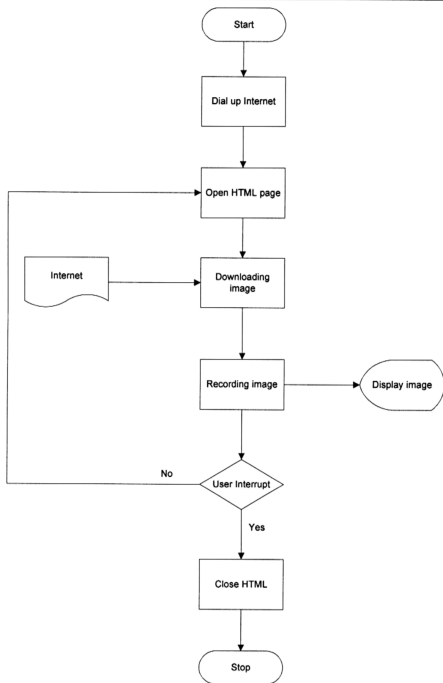 Start
Dial up Internet
Open HTML page
Internet
Downloading
image
Recording image
Display image
No
User Interrupt
Yes
Close HTML
Stop